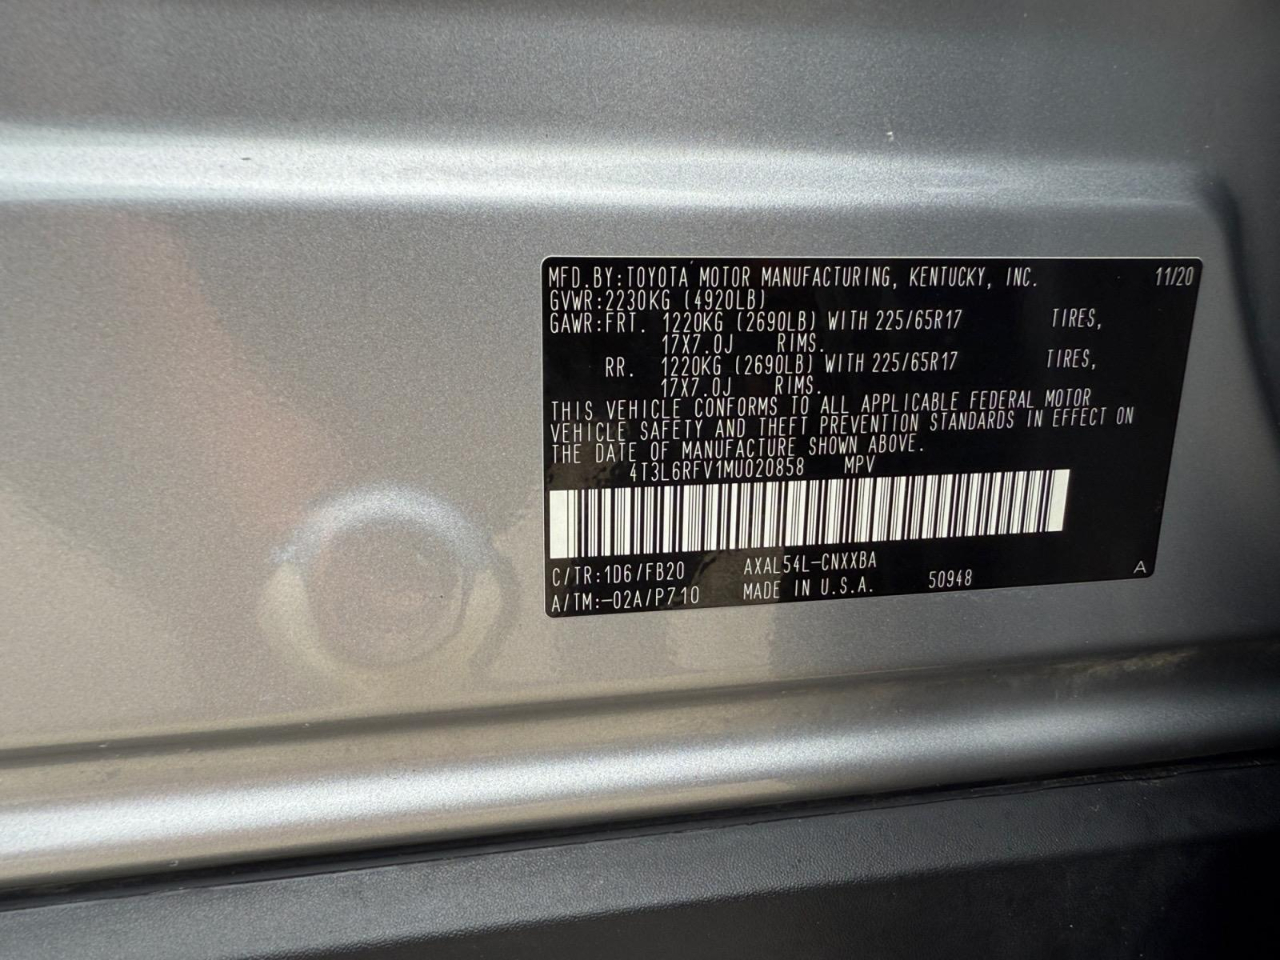 MFD.BY:TOYOTA MOTOR MANUFACTURING, KENTUCKY, INC. 11/20
GVWR:2230KG (4920LB)
GAWR:FRT. 1220KG (2690LB) WITH 225/65R17 TIRES,
17X7.0J RIMS.
RR. 1220KG (2690LB) WITH 225/65R17 TIRES,
17X7.0J RIMS.
THIS VEHICLE CONFORMS TO ALL APPLICABLE FEDERAL MOTOR
VEHICLE SAFETY AND THEFT PREVENTION STANDARDS IN EFFECT ON
THE DATE OF MANUFACTURE SHOWN ABOVE.
4T3L6RFV1MU020858 MPV
C/TR:1D6/FB20 AXAL54L-CNXXBA A
A/TM:-02A/P710 MADE IN U.S.A. 50948